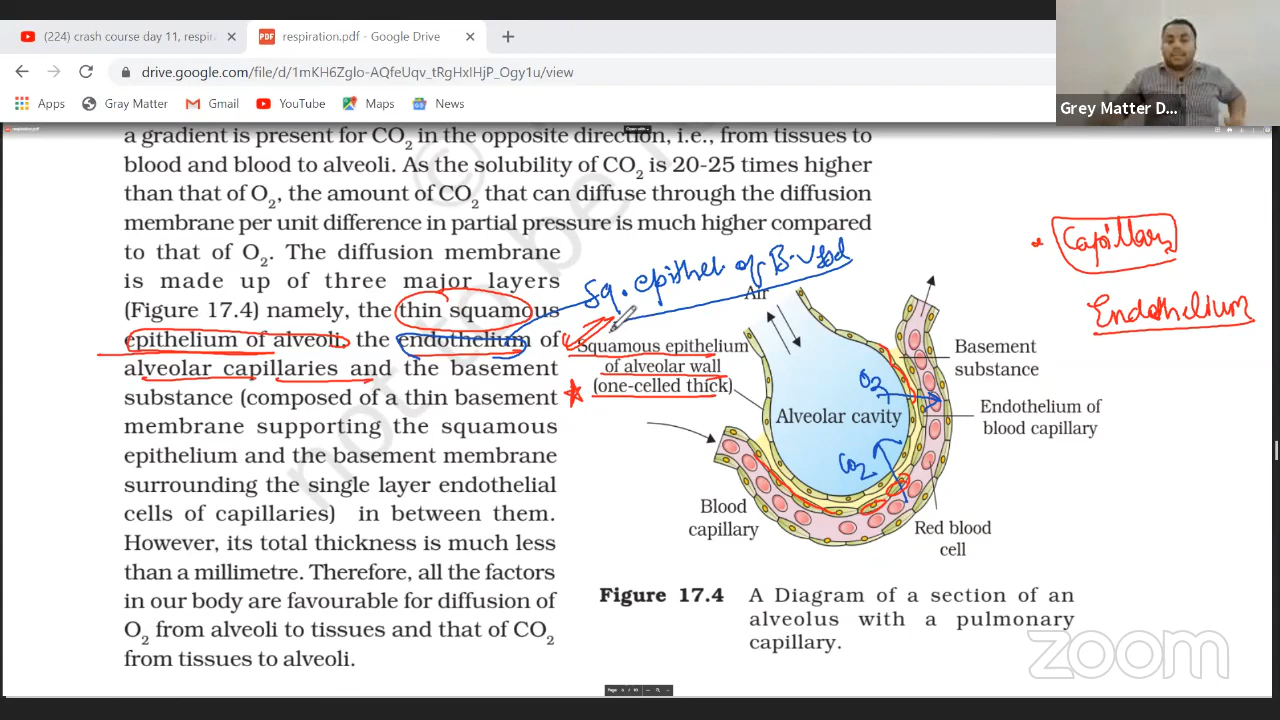 (224) crash course day 11, respir
respiration.pdf - Google Drive
drive.google.com/file/d/1mKH6Zglo-AQfeUqv_tRgHxIHjP_Ogy1u/view
Apps
Gray Matter
Gmail
YouTube
Maps
News
Grey Matter D...
respiration.pdf
a gradient is present for CO2 in the opposite direction, i.e., from tissues to
blood and blood to alveoli. As the solubility of CO2 is 20-25 times higher
than that of O2, the amount of CO2 that can diffuse through the diffusion
membrane per unit difference in partial pressure is much higher compared
to that of O2. The diffusion membrane
is made up of three major layers
(Figure 17.4) namely, the thin squamous
epithelium of alveoli, the endothelium of
alveolar capillaries and the basement
substance (composed of a thin basement
membrane supporting the squamous
epithelium and the basement membrane
surrounding the single layer endothelial
cells of capillaries) in between them.
However, its total thickness is much less
than a millimetre. Therefore, all the factors
in our body are favourable for diffusion of
O2 from alveoli to tissues and that of CO2
from tissues to alveoli.
© not to be r
Sq. epithel of B.
Capillary
Endothelium
Air
Squamous epithelium
of alveolar wall
(one-celled thick)
Alveolar cavity
O2
CO2
Basement
substance
Endothelium of
blood capillary
Blood
capillary
Red blood
cell
Figure 17.4 A Diagram of a section of an
alveolus with a pulmonary
capillary.
zoom